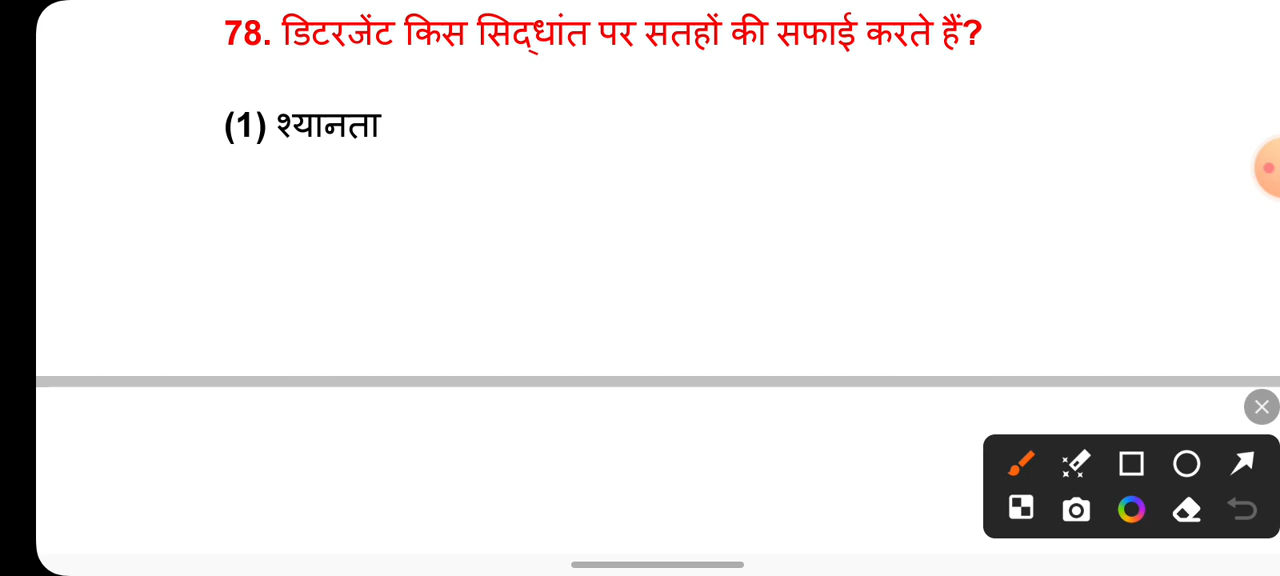 78. डिटरजेंट किस सिद्धांत पर सतहों की सफाई करते हैं?
(1) श्यानता